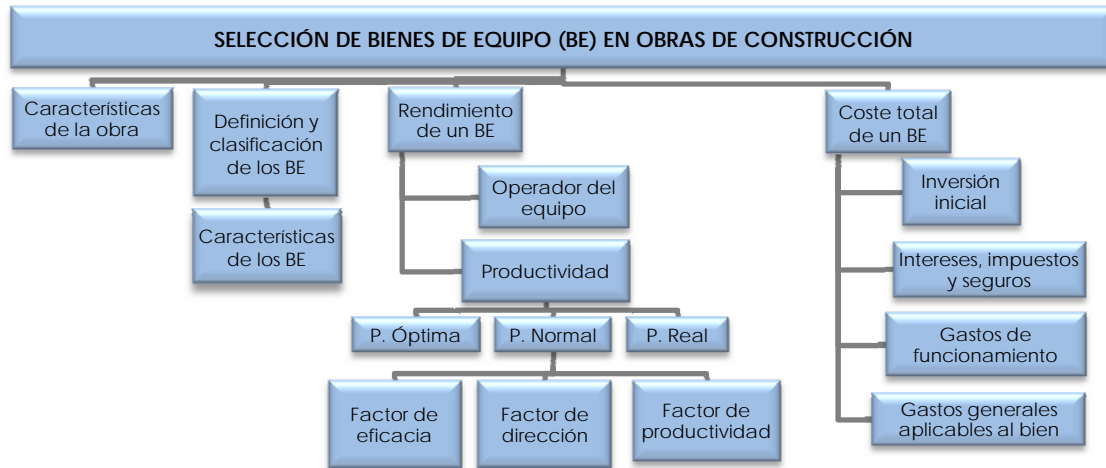 SELECCIÓN DE BIENES DE EQUIPO (BE) EN OBRAS DE CONSTRUCCIÓN
Características
de la obra
Definición y
clasificación
de los BE
Características
de los BE
Rendimiento
de un BE
Operador del
equipo
Productividad
P. Óptima
P. Normal
P. Real
Factor de
eficacia
Factor de
dirección
Factor de
productividad
Coste total
de un BE
Inversión
inicial
Intereses, impuestos
y seguros
Gastos de
funcionamiento
Gastos generales
aplicables al bien